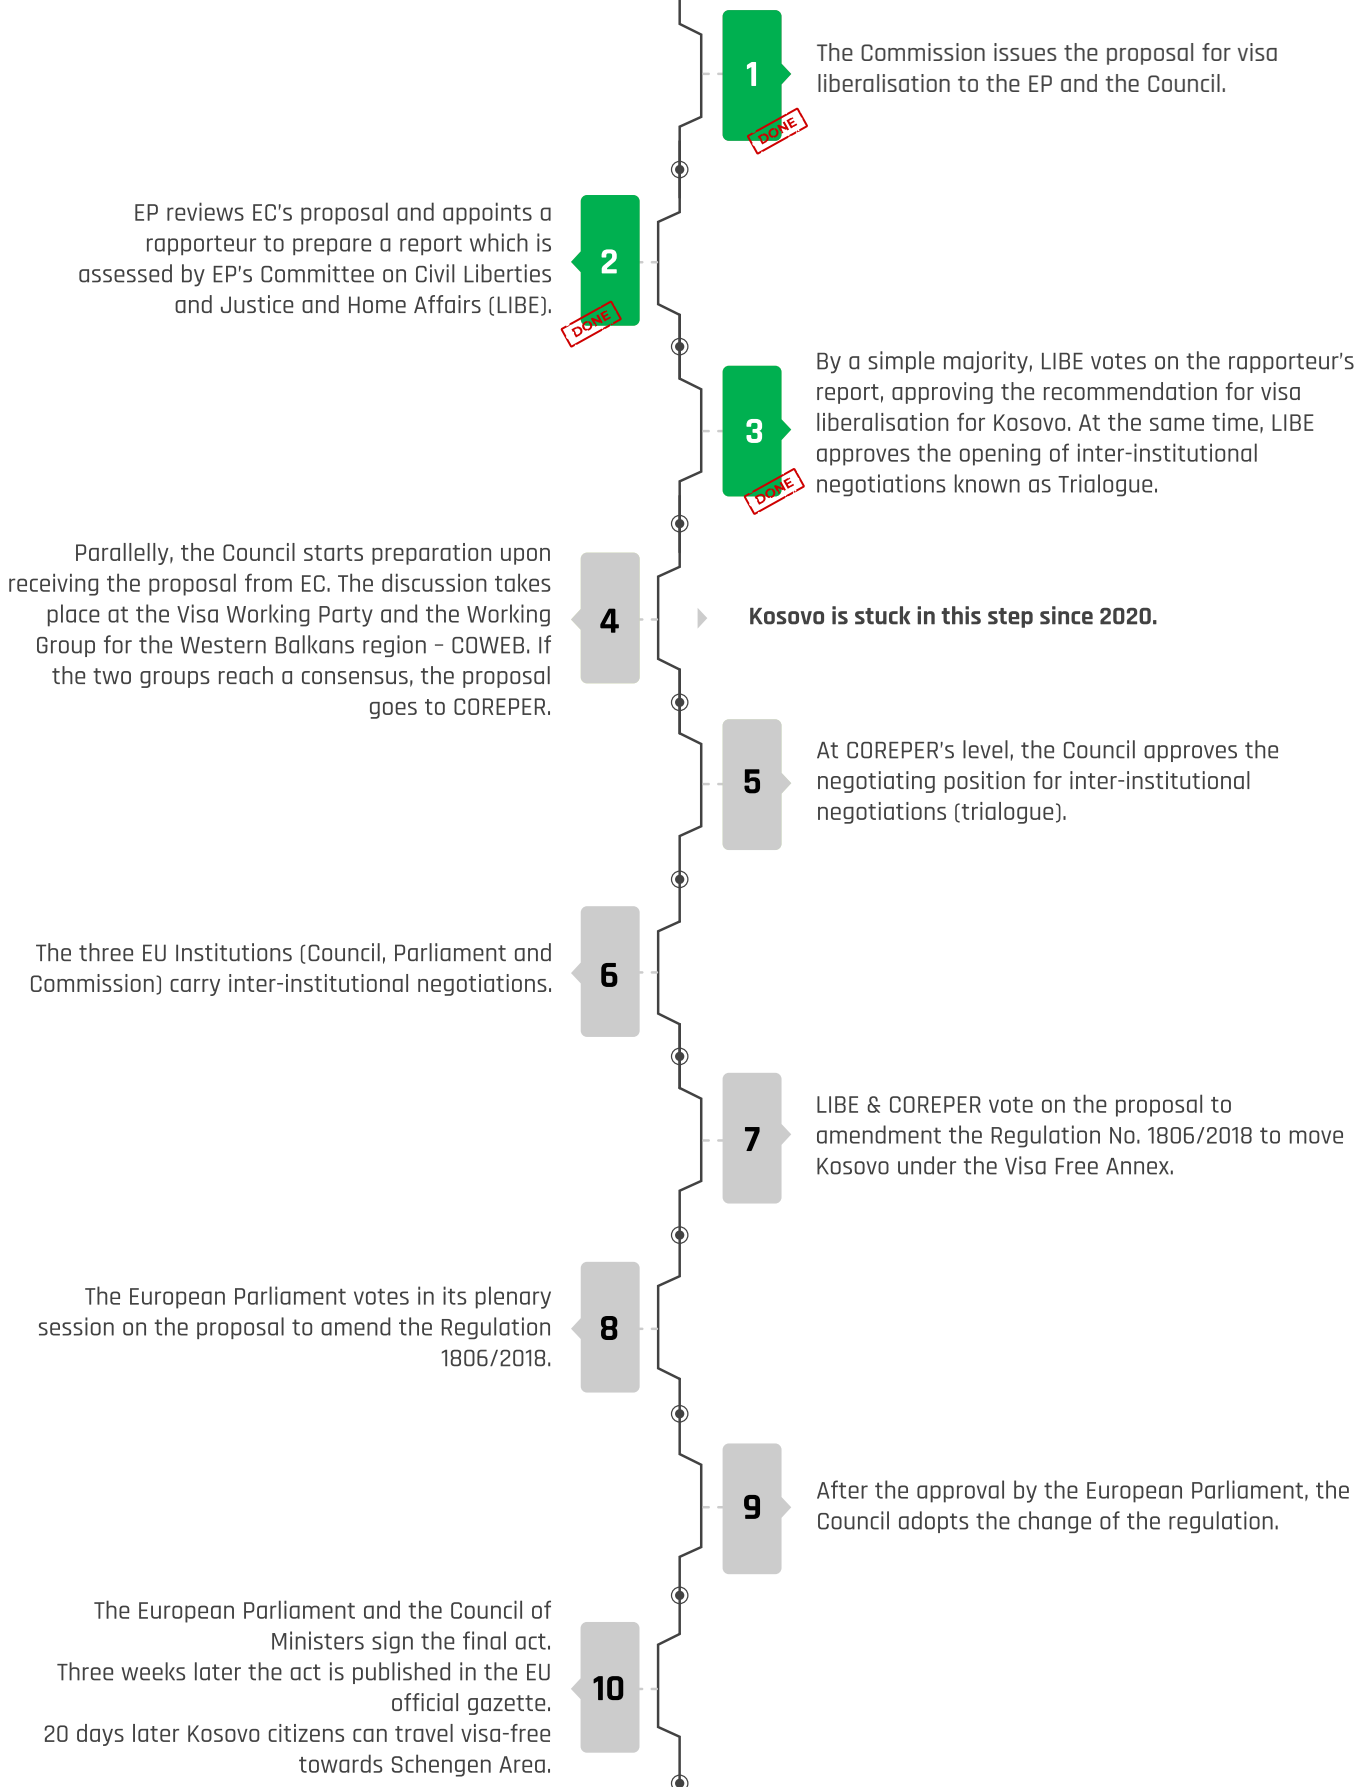 1
The Commission issues the proposal for visa
liberalisation to the EP and the Council.
DONE
EP reviews EC's proposal and appoints a
rapporteur to prepare a report which is
assessed by EP's Committee on Civil Liberties
and Justice and Home Affairs (LIBE).
2
DONE
3
By a simple majority, LIBE votes on the rapporteur's
report, approving the recommendation for visa
liberalisation for Kosovo. At the same time, LIBE
approves the opening of inter-institutional
negotiations known as Trialogue.
DONE
Parallelly, the Council starts preparation upon
receiving the proposal from EC. The discussion takes
place at the Visa Working Party and the Working
Group for the Western Balkans region – COWEB. If
the two groups reach a consensus, the proposal
goes to COREPER.
4
Kosovo is stuck in this step since 2020.
5
At COREPER's level, the Council approves the
negotiating position for inter-institutional
negotiations (trialogue).
The three EU Institutions (Council, Parliament and
Commission) carry inter-institutional negotiations.
6
7
LIBE & COREPER vote on the proposal to
amendment the Regulation No. 1806/2018 to move
Kosovo under the Visa Free Annex.
The European Parliament votes in its plenary
session on the proposal to amend the Regulation
1806/2018.
8
9
After the approval by the European Parliament, the
Council adopts the change of the regulation.
The European Parliament and the Council of
Ministers sign the final act.
Three weeks later the act is published in the EU
official gazette.
20 days later Kosovo citizens can travel visa-free
towards Schengen Area.
10